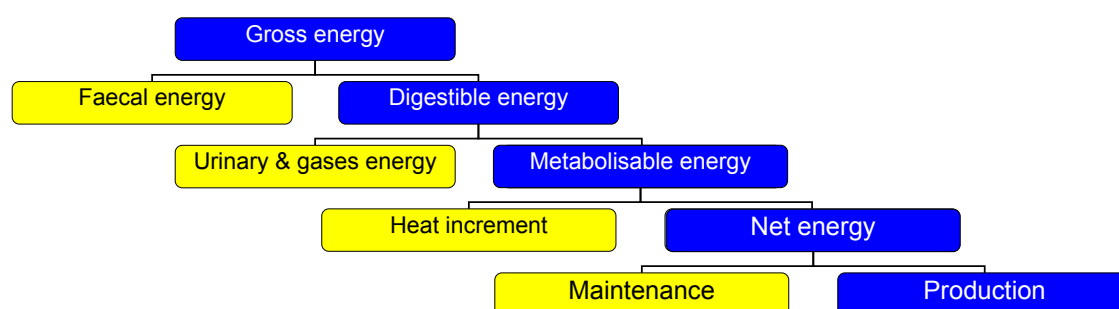 Gross energy
Faecal energy
Digestible energy
Urinary & gases energy
Metabolisable energy
Heat increment
Net energy
Maintenance
Production